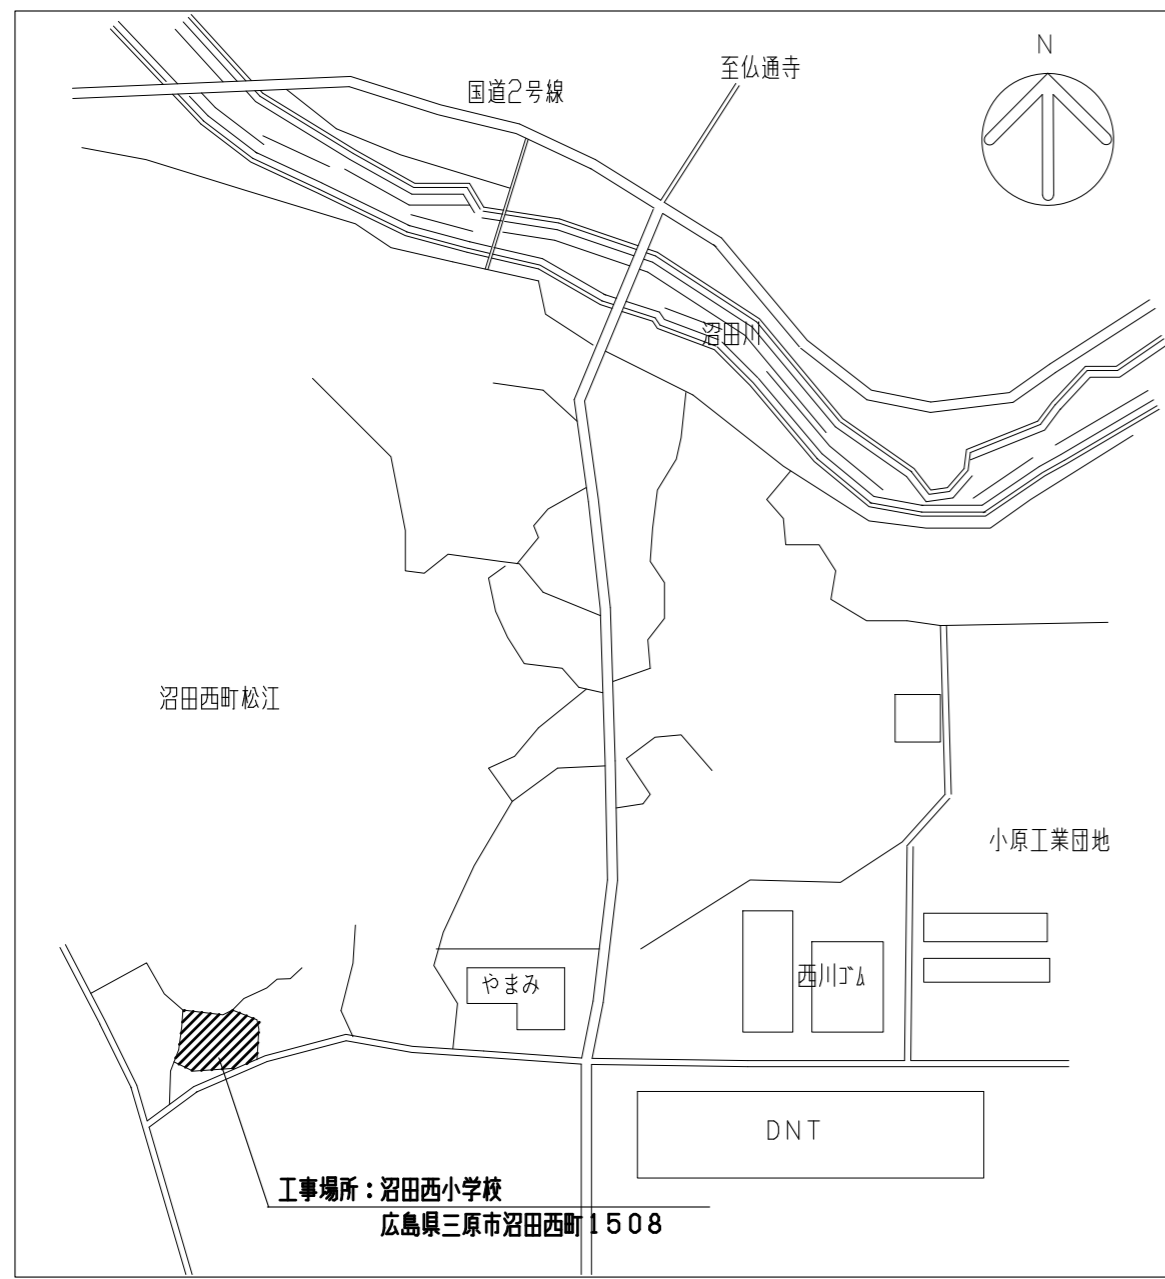 N
至仏通寺
国道2号線
沼田川
沼田西町松江
小原工業団地
西川ゴム
やまみ
DNT
工事場所：沼田西小学校
広島県三原市沼田西町1508